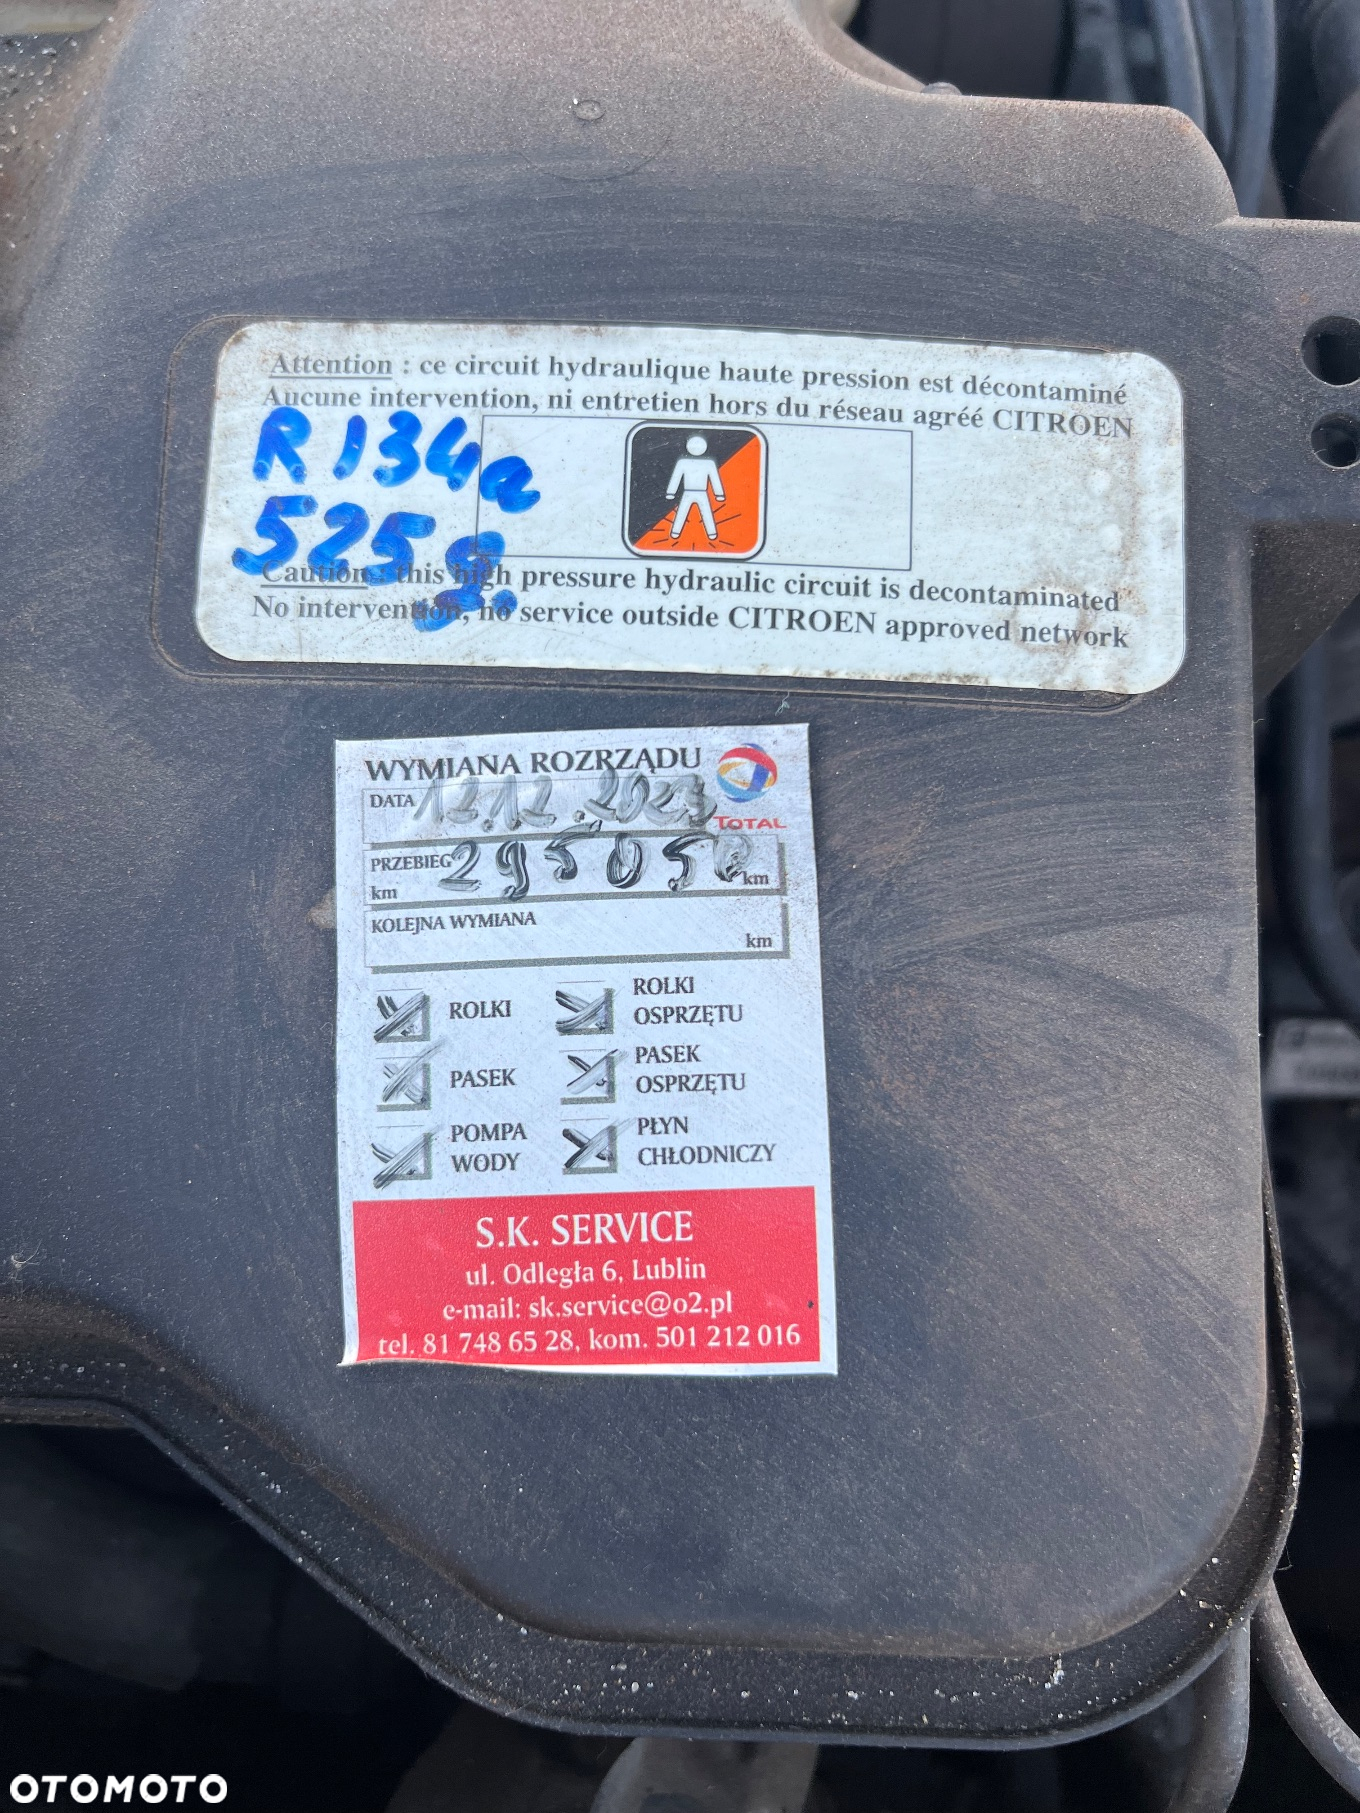 Attention : ce circuit hydraulique haute pression est décontaminé
Aucune intervention, ni entretien hors du réseau agréé CITROEN
R134a
525g.
Caution : this high pressure hydraulic circuit is decontaminated
No intervention, no service outside CITROEN approved network
WYMIANA ROZRZĄDU
TOTAL
DATA 12.12.2023
PRZEBIEG 295050 km
km
KOLEJNA WYMIANA
km
ROLKI
ROLKI OSPRZĘTU
PASEK
PASEK OSPRZĘTU
POMPA WODY
PŁYN CHŁODNICZY
S.K. SERVICE
ul. Odległa 6, Lublin
e-mail: sk.service@o2.pl
tel. 81 748 65 28, kom. 501 212 016
OTOMOTO